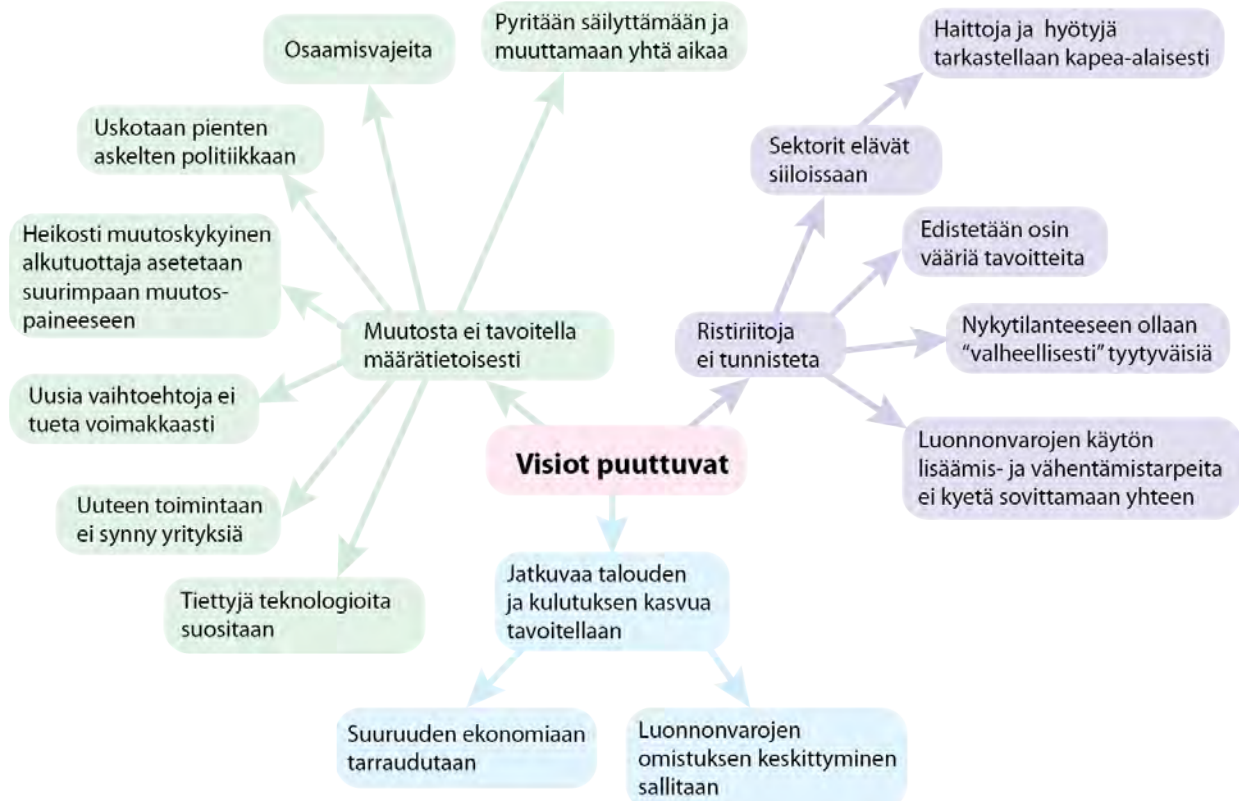 Osaamisvajeita
Pyritään säilyttämään ja
muuttamaan yhtä aikaa
Haittoja ja hyötyjä
tarkastellaan kapea-alaisesti
Uskotaan pienten
askelten politiikkaan
Sektorit elävät
siiloissaan
Heikosti muutoskykyinen
alkutuottaja asetetaan
suurimpaan muutos-
paineeseen
Edistetään osin
vääriä tavoitteita
Muutosta ei tavoitella
määrätietoisesti
Ristiriitoja
ei tunnisteta
Nykytilanteeseen ollaan
“valheellisesti” tyytyväisiä
Uusia vaihtoehtoja ei
tueta voimakkaasti
Visiot puuttuvat
Luonnonvarojen käytön
lisäämis- ja vähentämistarpeita
ei kyetä sovittamaan yhteen
Uuteen toimintaan
ei synny yrityksiä
Tiettyjä teknologioita
suositaan
Jatkuvaa talouden
ja kulutuksen kasvua
tavoitellaan
Suuruuden ekonomiaan
tarraudutaan
Luonnonvarojen
omistuksen keskittyminen
sallitaan